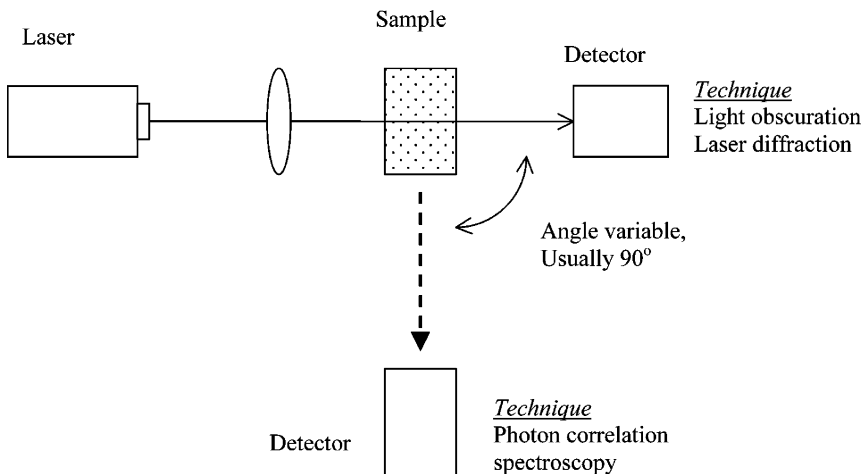 Sample
Laser
Detector
Technique
Light obscuration
Laser diffraction
Angle variable,
Usually 90°
Technique
Photon correlation
spectroscopy
Detector